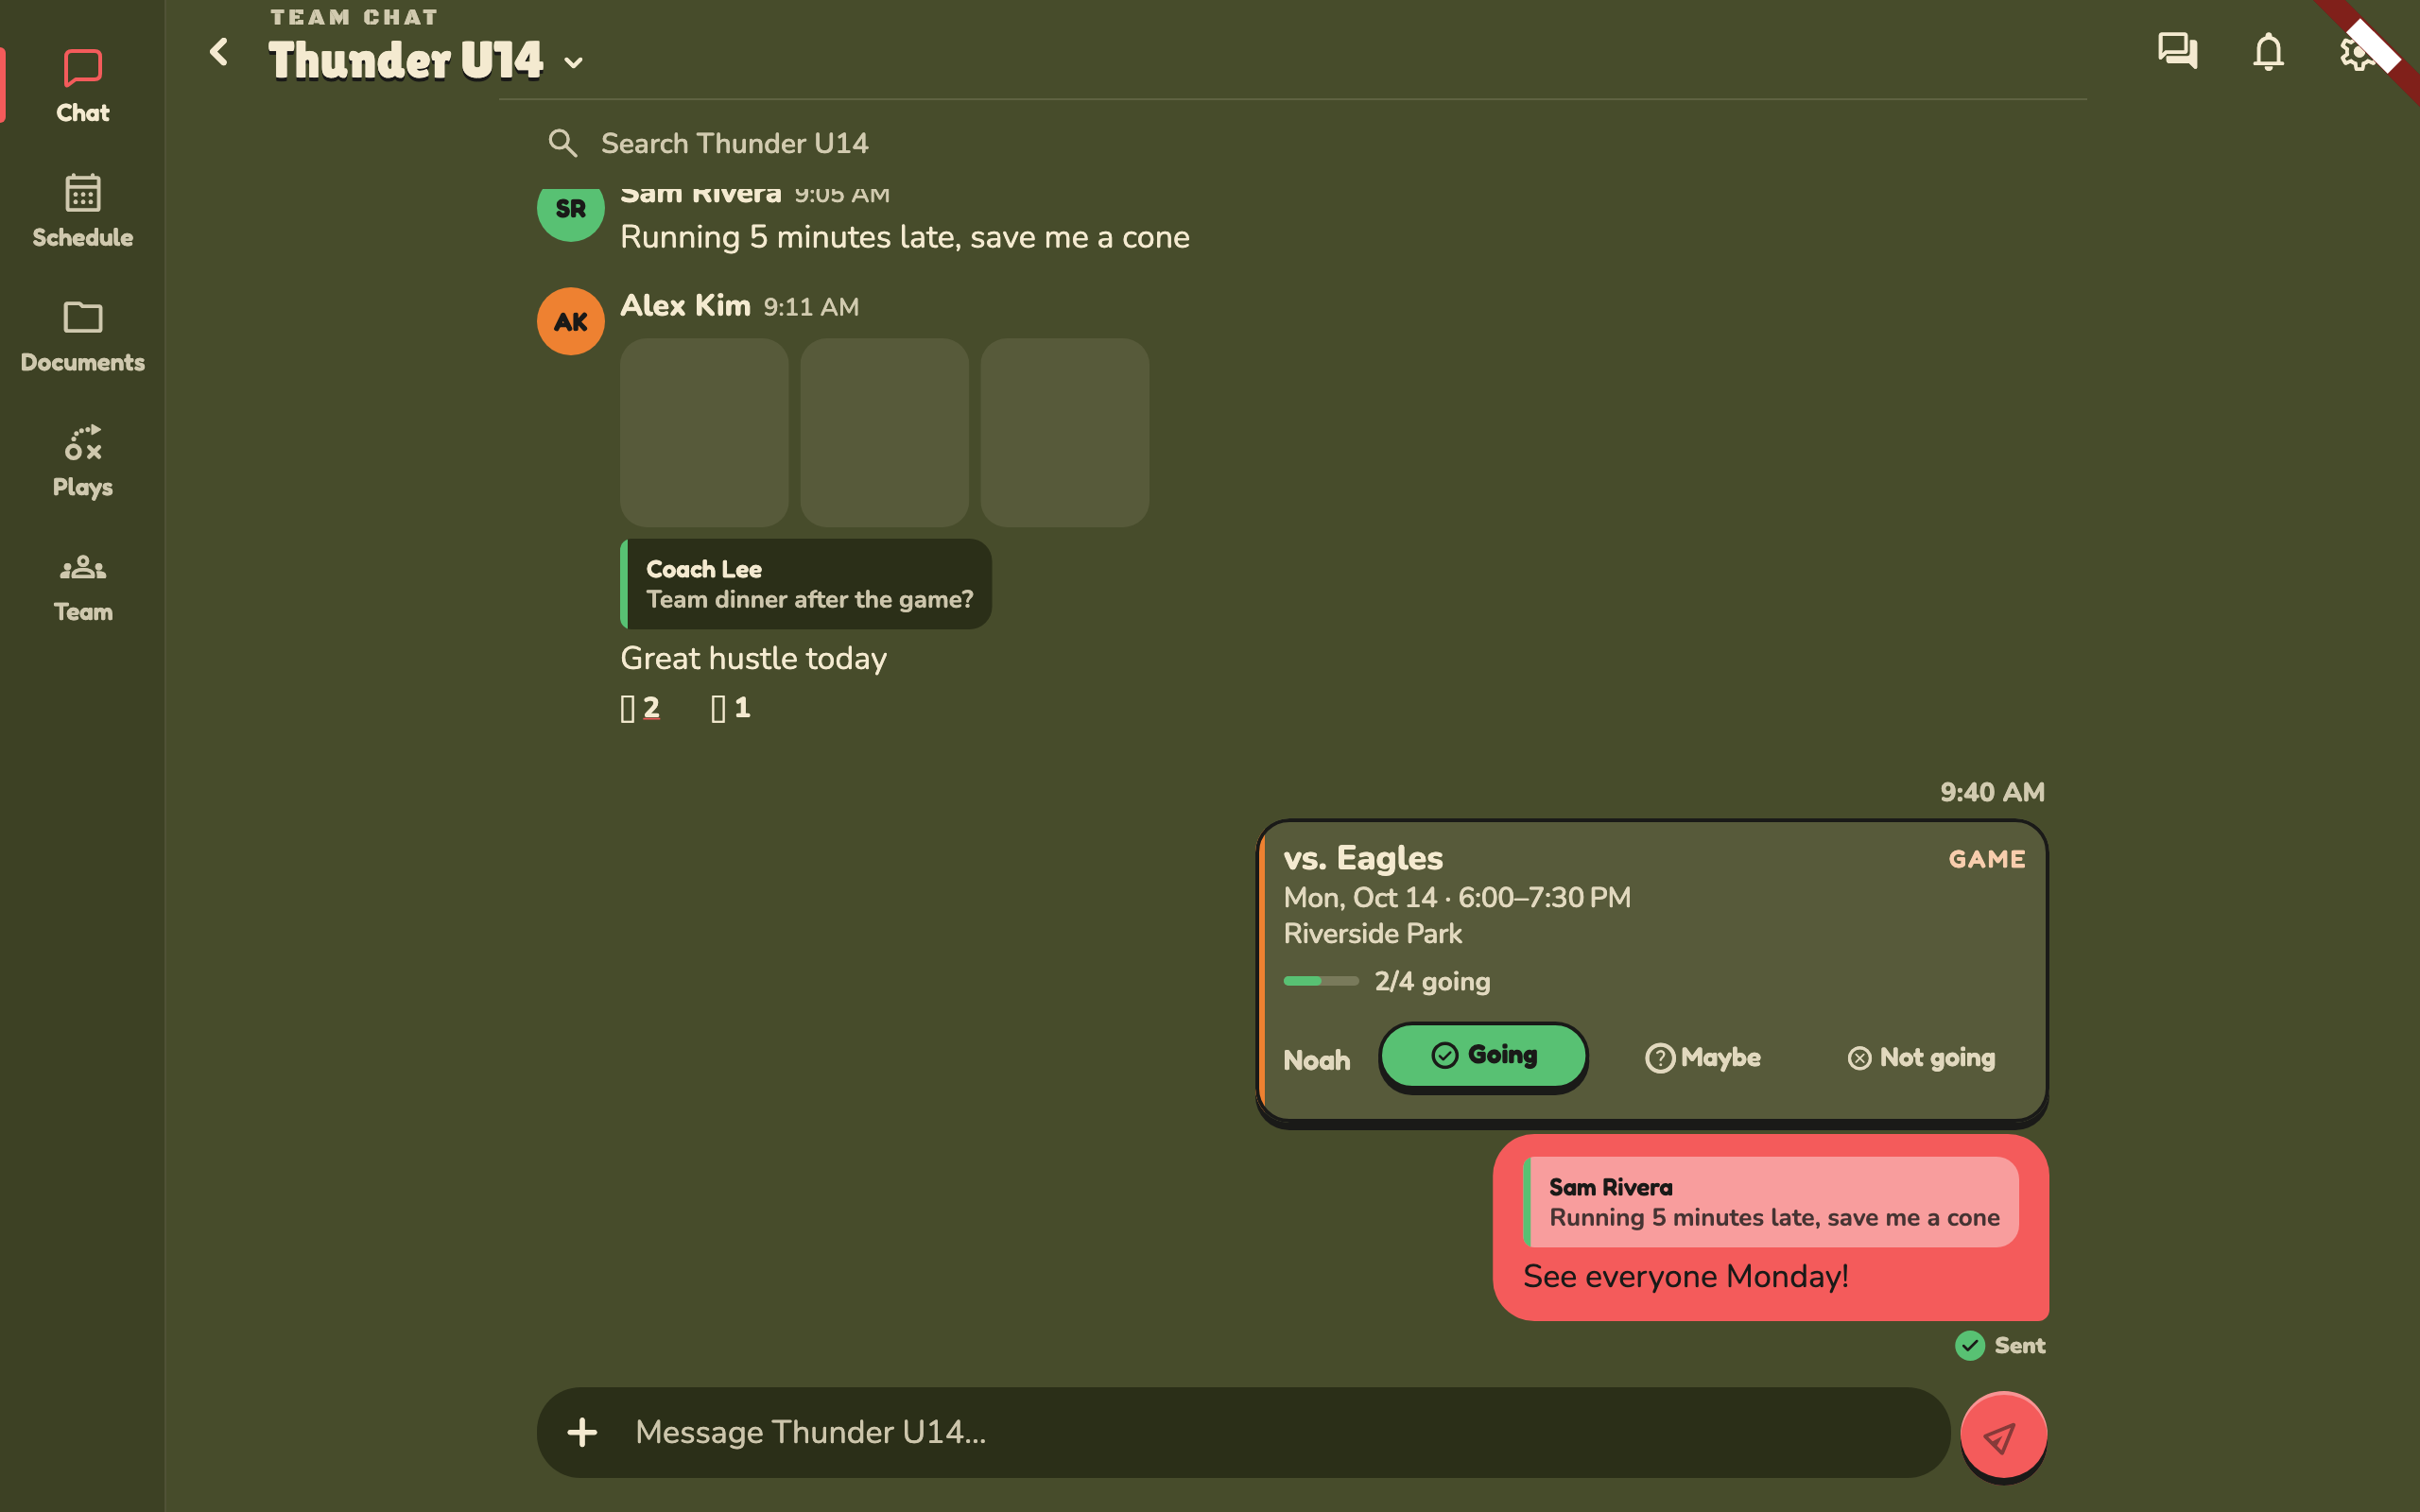 TEAM CHAT
Thunder U14
Chat
Schedule
Documents
Plays
Team
Search Thunder U14
SR
Sam Rivera 9:05 AM
Running 5 minutes late, save me a cone
AK
Alex Kim 9:11 AM
Coach Lee
Team dinner after the game?
Great hustle today
2 1
9:40 AM
vs. Eagles GAME
Mon, Oct 14 · 6:00–7:30 PM
Riverside Park
2/4 going
Noah Going Maybe Not going
Sam Rivera
Running 5 minutes late, save me a cone
See everyone Monday!
Sent
Message Thunder U14...